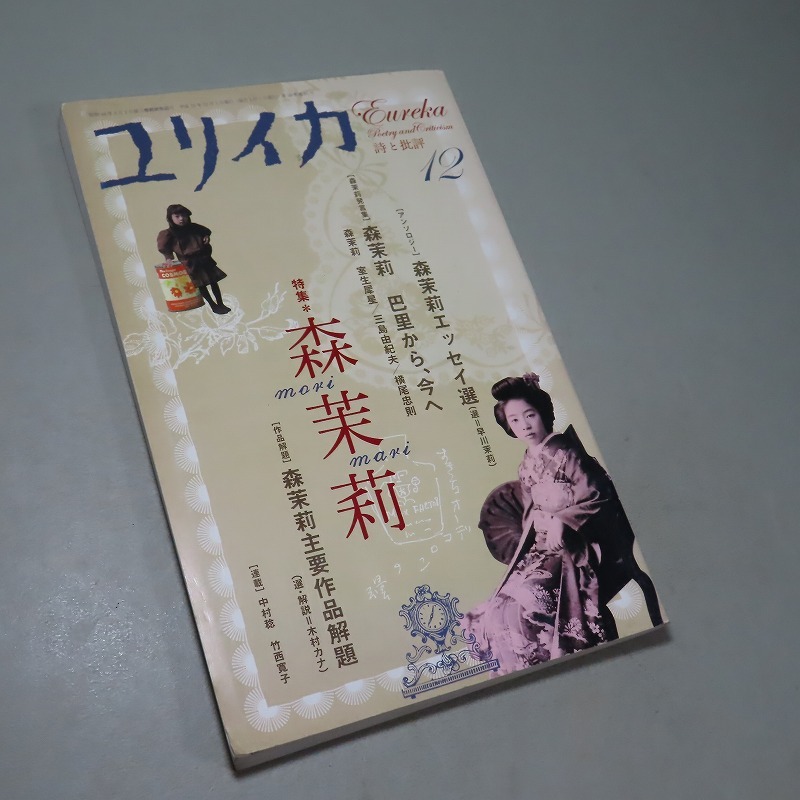 ユリイカ
Eureka
Poetry and Criticism
詩と批評
12
[アンソロジー]森茉莉エッセイ選(選=早川茉莉)
[森茉莉発言集]森茉莉 巴里から、今へ
森茉莉 室生犀星/三島由紀夫/横尾忠則
特集*森茉莉
mori
mari
[作品解題]森茉莉主要作品解題
(選・解説=木村カナ)
[連載]中村稔 竹西寛子
COSMOS